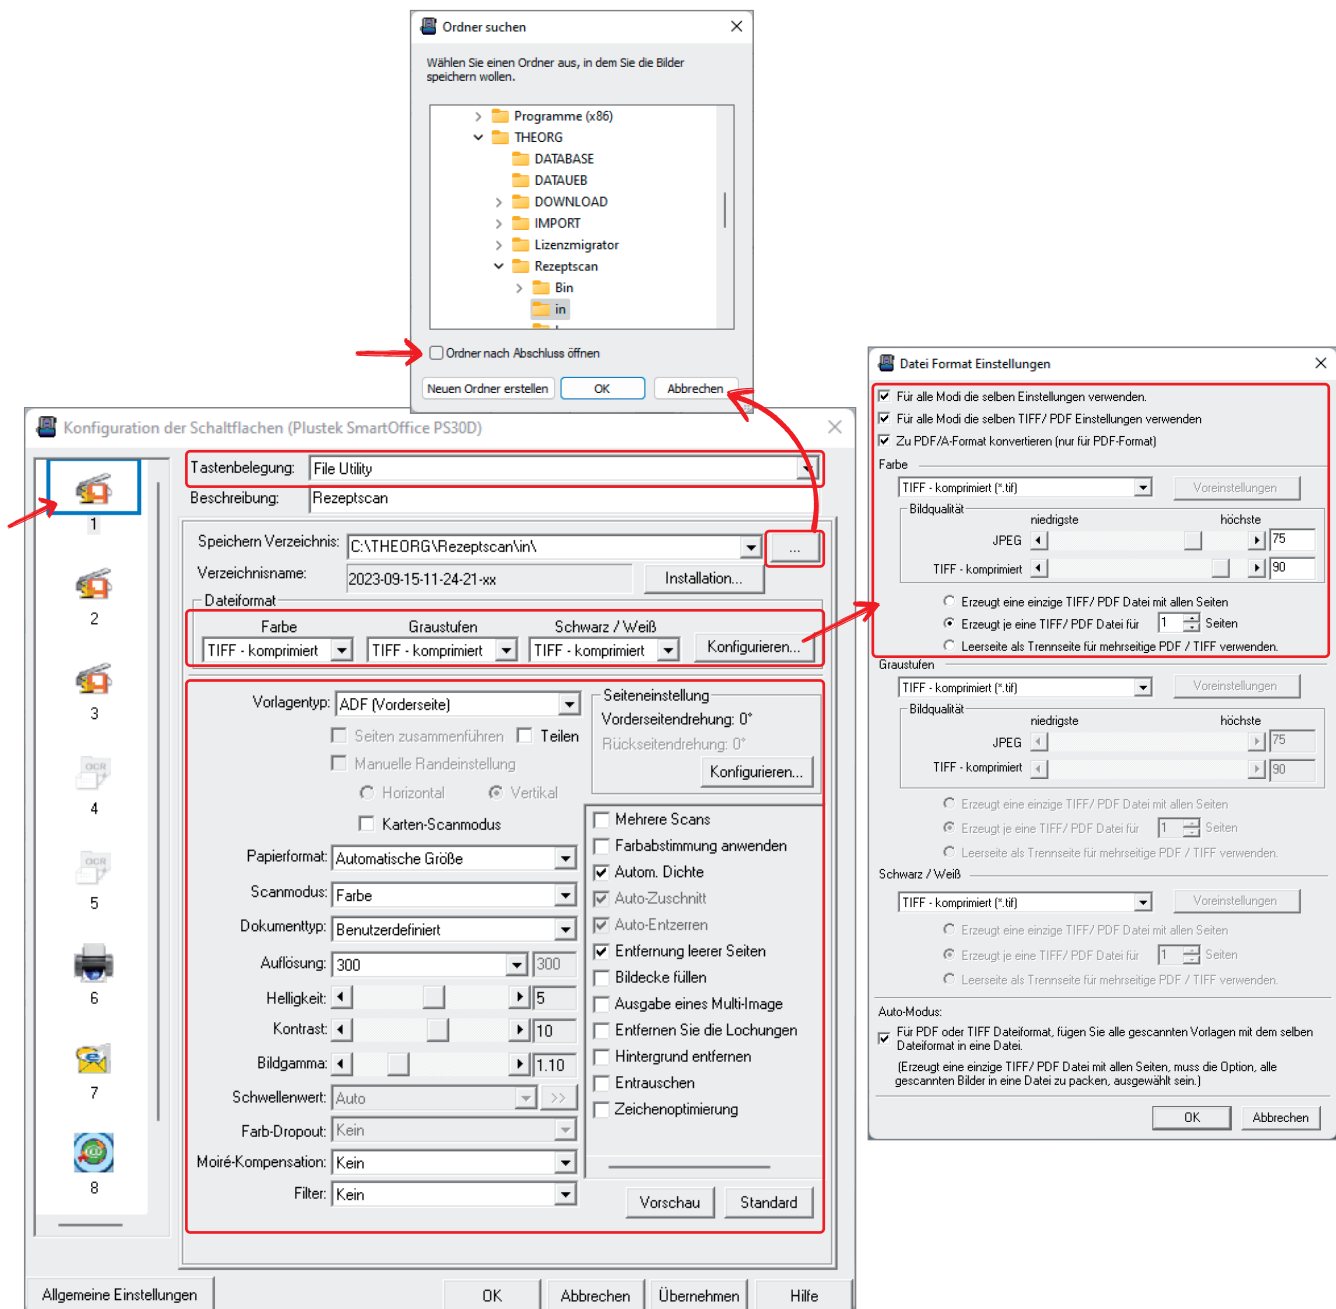 Ordner suchen
Wählen Sie einen Ordner aus, in dem Sie die Bilder
speichern wollen.
Programme (x86)
THEORG
DATABASE
DATAUEB
DOWNLOAD
IMPORT
Lizenzmigrator
Rezeptscan
Bin
in
Ordner nach Abschluss öffnen
Neuen Ordner erstellen
OK
Abbrechen
Konfiguration der Schaltflachen (Plustek SmartOffice PS30D)
1
2
3
OCR
4
OCR
5
6
7
8
Tastenbelegung: File Utility
Beschreibung: Rezeptscan
Speichern Verzeichnis: C:\THEORG\Rezeptscan\in\ ...
Verzeichnisname: 2023-09-15-11-24-21-xx Installation...
Dateiformat
Farbe Graustufen Schwarz / Weiß
TIFF - komprimiert TIFF - komprimiert TIFF - komprimiert Konfigurieren...
Vorlagentyp: ADF (Vorderseite)
Seiten zusammenführen Teilen
Manuelle Randeinstellung
Horizontal Vertikal
Karten-Scanmodus
Papierformat: Automatische Größe
Scanmodus: Farbe
Dokumenttyp: Benutzerdefiniert
Auflösung: 300 300
Helligkeit: 5
Kontrast: 10
Bildgamma: 1.10
Schwellenwert: Auto >>
Farb-Dropout: Kein
Moiré-Kompensation: Kein
Filter: Kein
Seiteneinstellung
Vorderseitendrehung: 0°
Rückseitendrehung: 0°
Konfigurieren...
Mehrere Scans
Farbabstimmung anwenden
Autom. Dichte
Auto-Zuschnitt
Auto-Entzerren
Entfernung leerer Seiten
Bildecke füllen
Ausgabe eines Multi-Image
Entfernen Sie die Lochungen
Hintergrund entfernen
Entrauschen
Zeichenoptimierung
Vorschau Standard
Allgemeine Einstellungen OK Abbrechen Übernehmen Hilfe
Datei Format Einstellungen
Für alle Modi die selben Einstellungen verwenden.
Für alle Modi die selben TIFF/ PDF Einstellungen verwenden
Zu PDF/A-Format konvertieren (nur für PDF-Format)
Farbe
TIFF - komprimiert (*.tif) Voreinstellungen
Bildqualität
niedrigste höchste
JPEG 75
TIFF - komprimiert 90
Erzeugt eine einzige TIFF/ PDF Datei mit allen Seiten
Erzeugt je eine TIFF/ PDF Datei für 1 Seiten
Leerseite als Trennseite für mehrseitige PDF / TIFF verwenden.
Graustufen
TIFF - komprimiert (*.tif) Voreinstellungen
Bildqualität
niedrigste höchste
JPEG 75
TIFF - komprimiert 90
Erzeugt eine einzige TIFF/ PDF Datei mit allen Seiten
Erzeugt je eine TIFF/ PDF Datei für 1 Seiten
Leerseite als Trennseite für mehrseitige PDF / TIFF verwenden.
Schwarz / Weiß
TIFF - komprimiert (*.tif) Voreinstellungen
Erzeugt eine einzige TIFF/ PDF Datei mit allen Seiten
Erzeugt je eine TIFF/ PDF Datei für 1 Seiten
Leerseite als Trennseite für mehrseitige PDF / TIFF verwenden.
Auto-Modus:
Für PDF oder TIFF Dateiformat, fügen Sie alle gescannten Vorlagen mit dem selben
Dateiformat in eine Datei.
(Erzeugt eine einzige TIFF/ PDF Datei mit allen Seiten, muss die Option, alle
gescannten Bilder in eine Datei zu packen, ausgewählt sein.)
OK Abbrechen